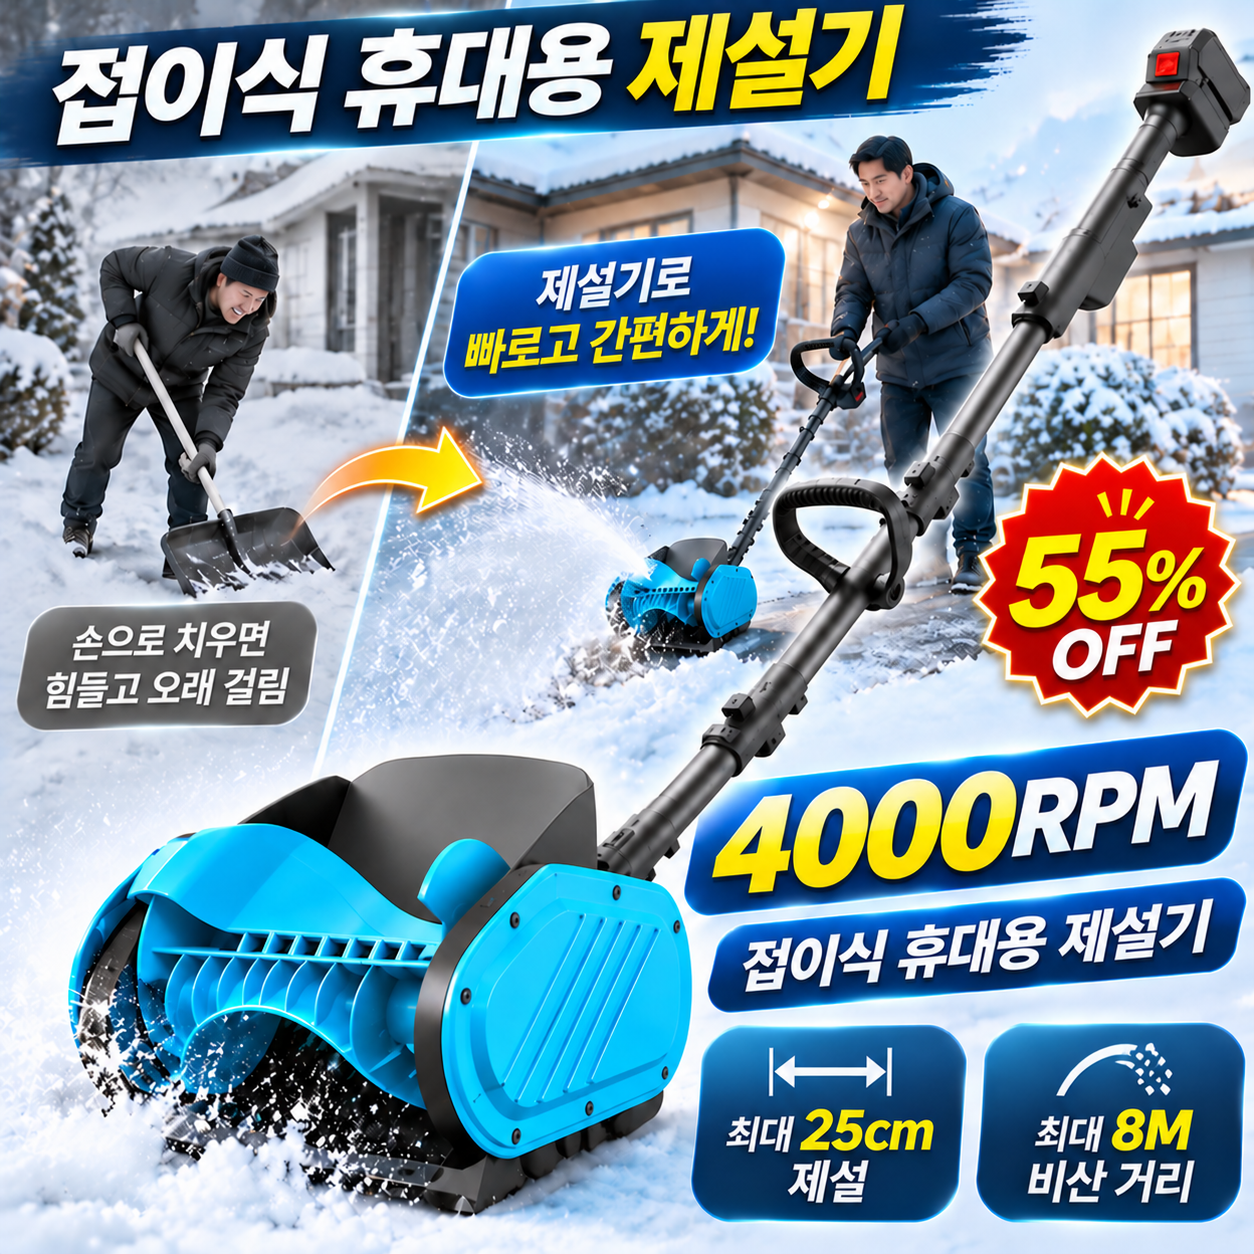 접이식 휴대용 제설기
제설기로
빠로고 간편하게!
손으로 치우면
힘들고 오래 걸림
55%
OFF
4000RPM
접이식 휴대용 제설기
최대 25cm
제설
최대 8M
비산 거리